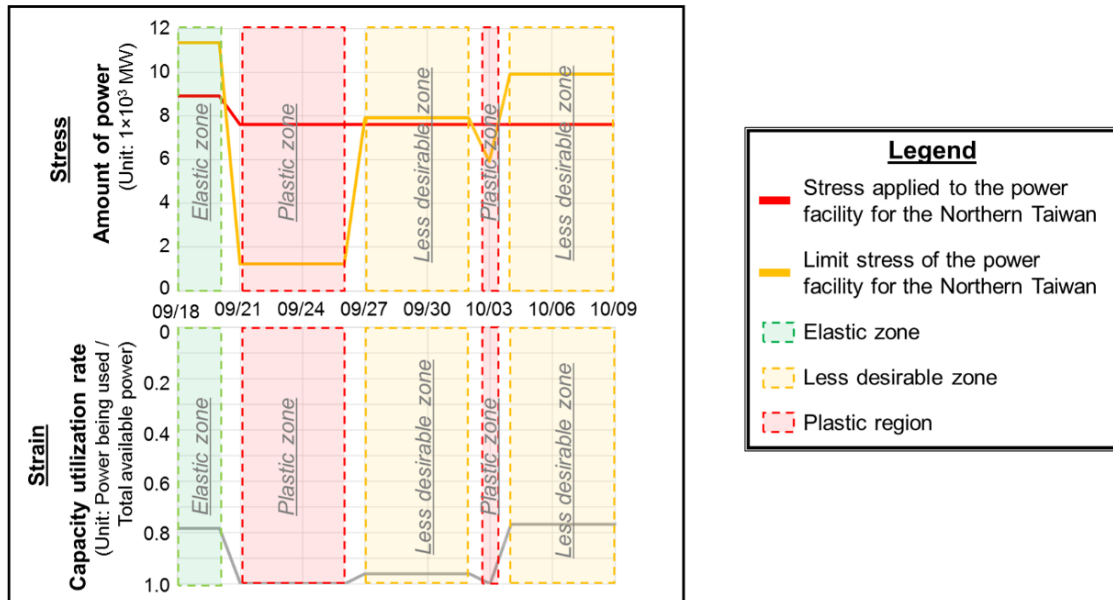 Stress
Amount of power
(Unit: 1×10³ MW)
12
10
8
6
4
2
0
Elastic zone
Plastic zone
Less desirable zone
Plastic zone
Less desirable zone
09/18
09/21
09/24
09/27
09/30
10/03
10/06
10/09
Strain
Capacity utilization rate
(Unit: Power being used /
Total available power)
0
0.2
0.4
0.6
0.8
1.0
Elastic zone
Plastic zone
Less desirable zone
Plastic zone
Less desirable zone
Legend
Stress applied to the power
facility for the Northern Taiwan
Limit stress of the power
facility for the Northern Taiwan
Elastic zone
Less desirable zone
Plastic region